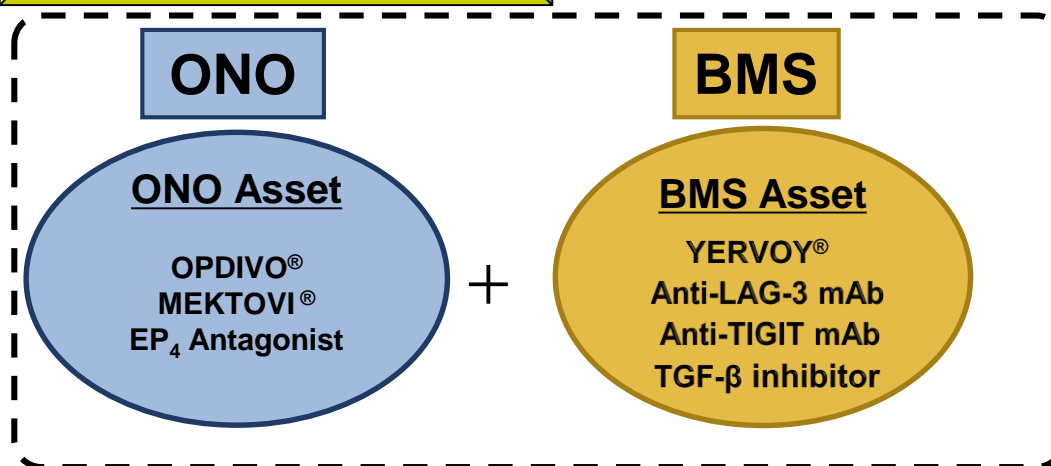 ONO
BMS
ONO Asset
OPDIVO®
MEKTOVI®
EP₄ Antagonist
+
BMS Asset
YERVOY®
Anti-LAG-3 mAb
Anti-TIGIT mAb
TGF-β inhibitor